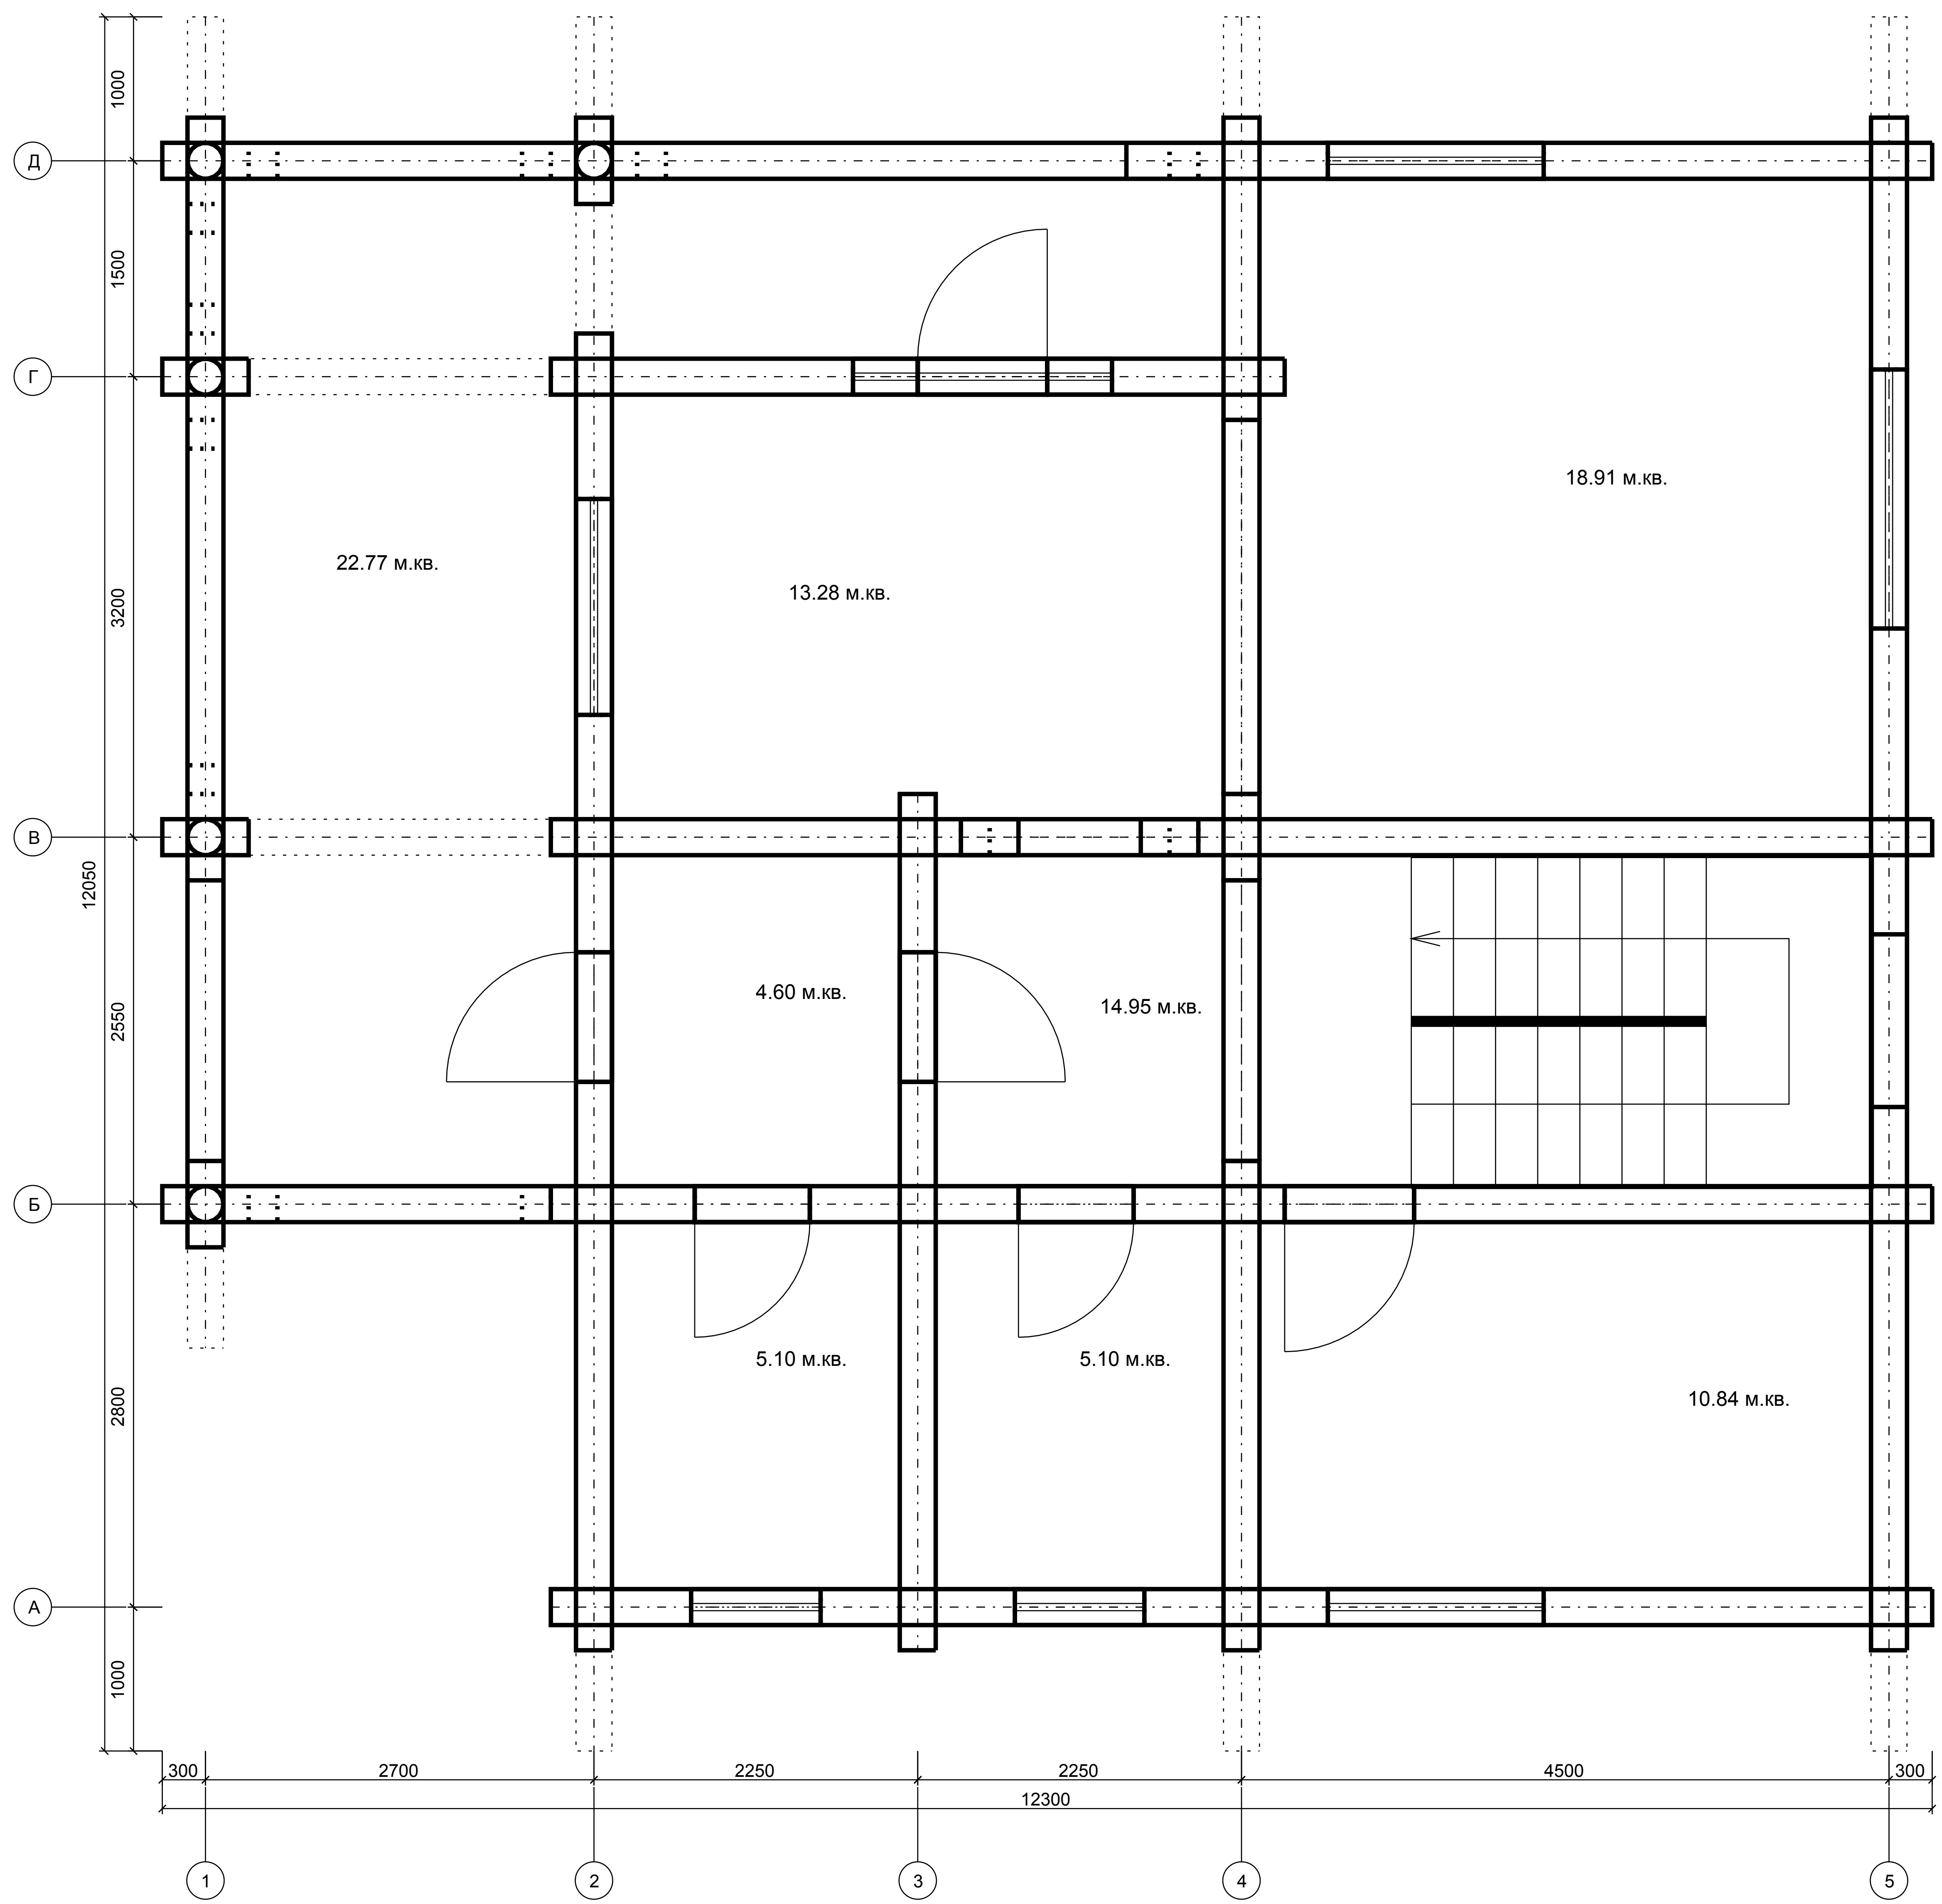 1000
Д
1500
Г
18.91 м.кв.
22.77 м.кв.
13.28 м.кв.
3200
В
12050
4.60 м.кв.
14.95 м.кв.
2550
Б
5.10 м.кв.
5.10 м.кв.
10.84 м.кв.
2800
А
1000
300 2700 2250 2250 4500 300
12300
1 2 3 4 5